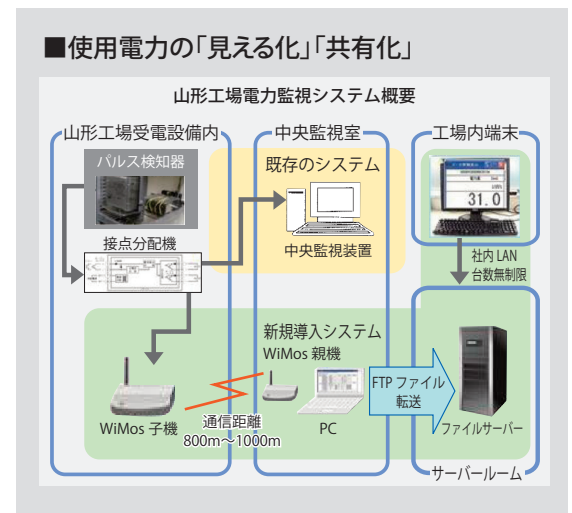 ■使用電力の「見える化」「共有化」
山形工場電力監視システム概要
山形工場受電設備内
中央監視室
工場内端末
パルス検知器
既存のシステム
31.0
接点分配機
中央監視装置
社内 LAN
台数無制限
新規導入システム
WiMos 親機
FTP ファイル
転送
WiMos 子機
通信距離
800m～1000m
PC
ファイルサーバー
サーバールーム